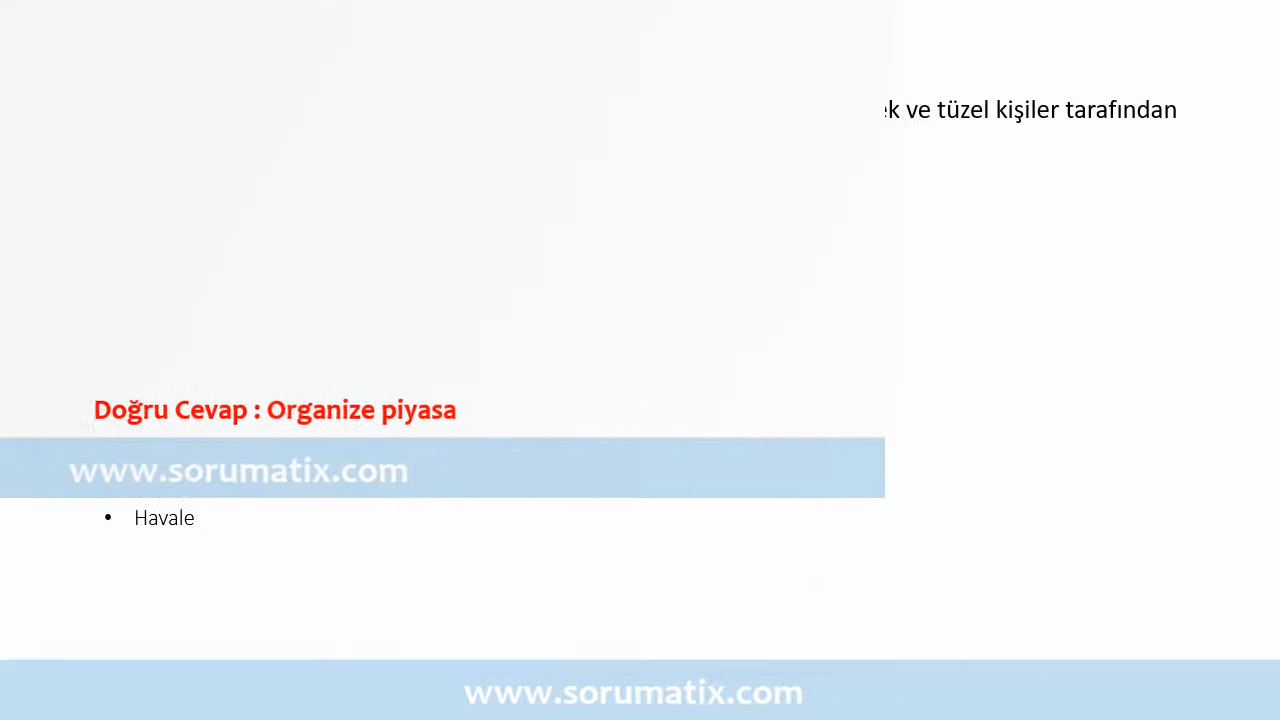 ve tüzel kişiler tarafından
Doğru Cevap : Organize piyasa
www.sorumatix.com
• Havale
www.sorumatix.com